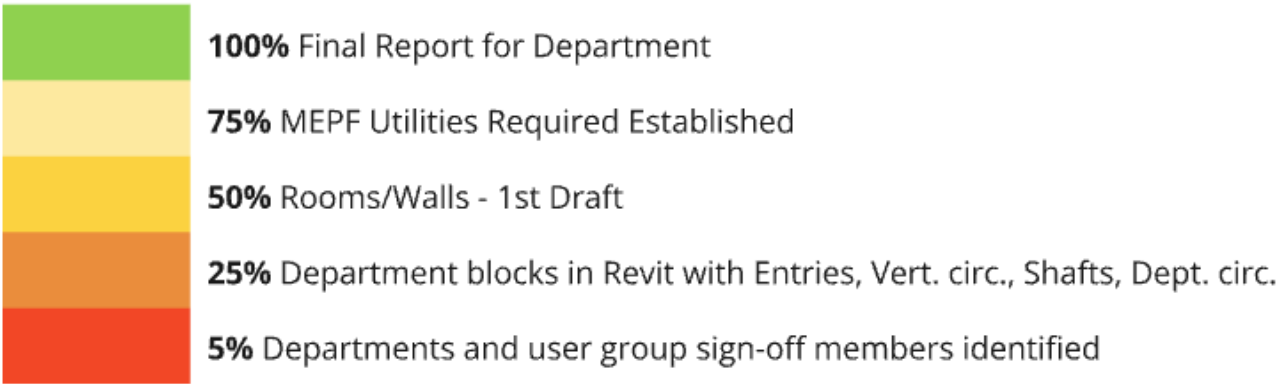 100% Final Report for Department
75% MEPF Utilities Required Established
50% Rooms/Walls - 1st Draft
25% Department blocks in Revit with Entries, Vert. circ., Shafts, Dept. circ.
5% Departments and user group sign-off members identified